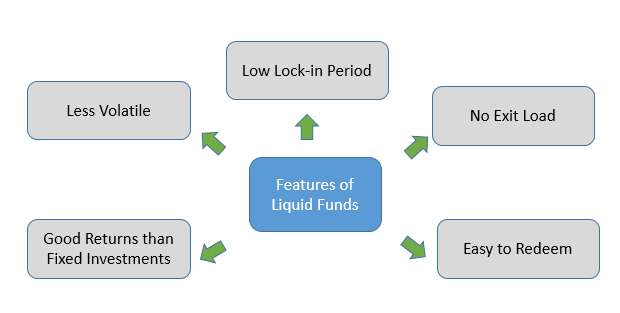 Low Lock-in Period
Less Volatile
No Exit Load
Features of
Liquid Funds
Good Returns than
Fixed Investments
Easy to Redeem